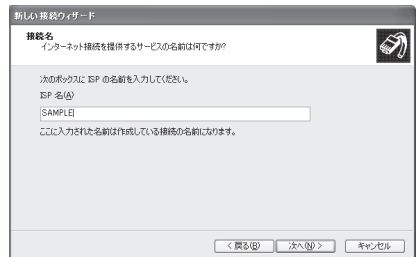 新しい接続ウィザード
接続名
インターネット接続を提供するサービスの名前は何ですか?
次のボックスに ISP の名前を入力してください。
ISP 名(A)
SAMPLE
ここに入力された名前は作成している接続の名前になります。
< 戻る(B) 次へ(N) > キャンセル